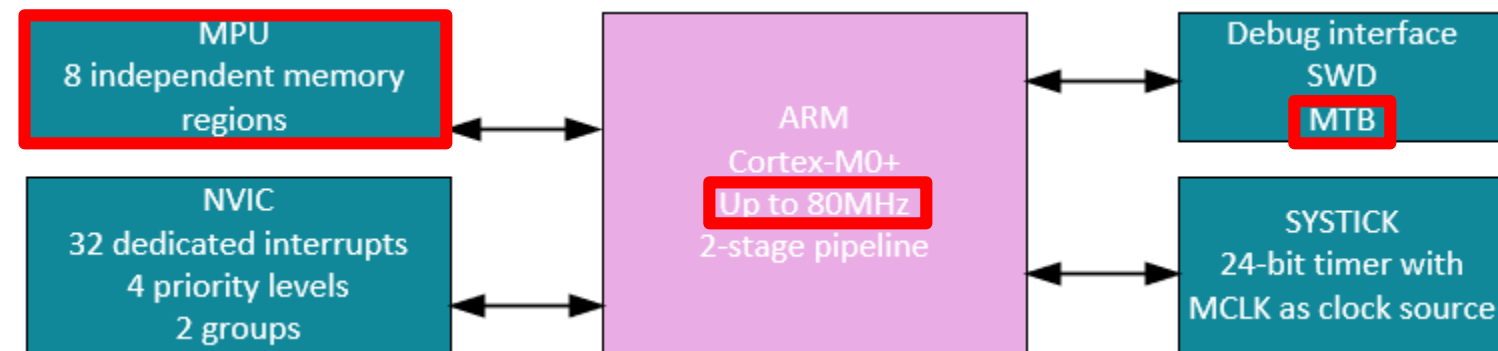 MPU
8 independent memory
regions
NVIC
32 dedicated interrupts
4 priority levels
2 groups
ARM
Cortex-M0+
Up to 80MHz
2-stage pipeline
Debug interface
SWD
MTB
SYSTICK
24-bit timer with
MCLK as clock source